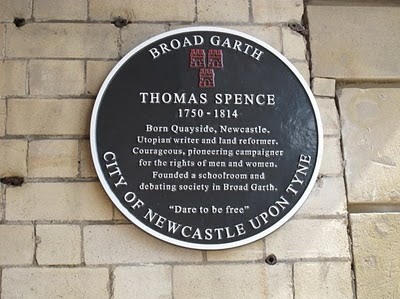 BROAD GARTH
THOMAS SPENCE
1750 - 1814
Born Quayside, Newcastle.
Utopian writer and land reformer.
Courageous, pioneering campaigner
for the rights of men and women.
Founded a schoolroom and
debating society in Broad Garth.
"Dare to be free"
CITY OF NEWCASTLE UPON TYNE